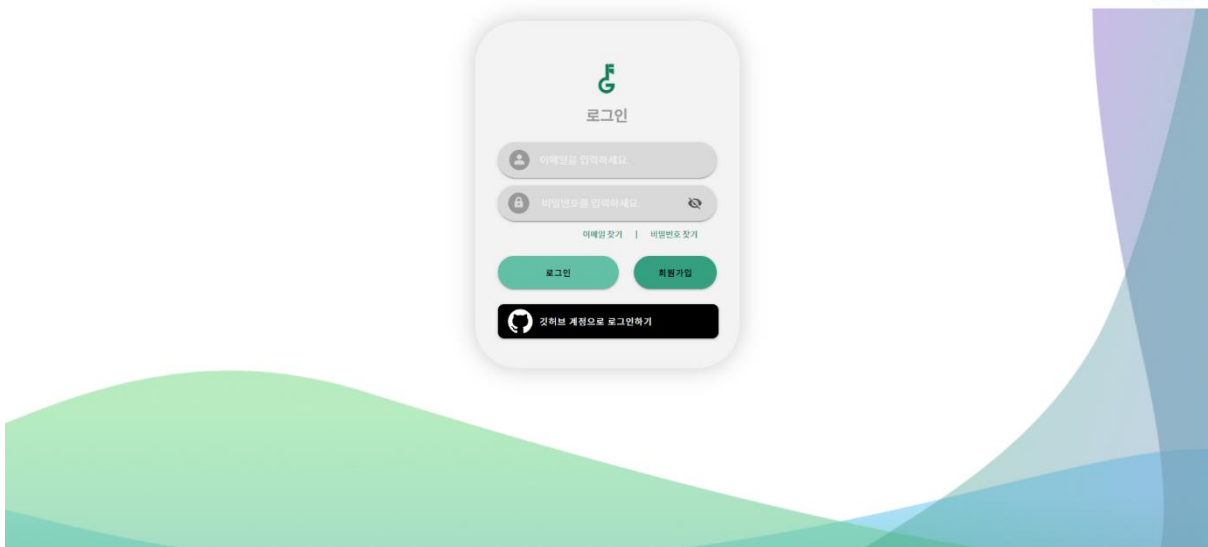 로그인
이메일을 입력하세요.
비밀번호를 입력하세요.
이메일 찾기 | 비밀번호 찾기
로그인 회원가입
깃허브 계정으로 로그인하기